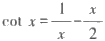 cot x = 1/x - x/2